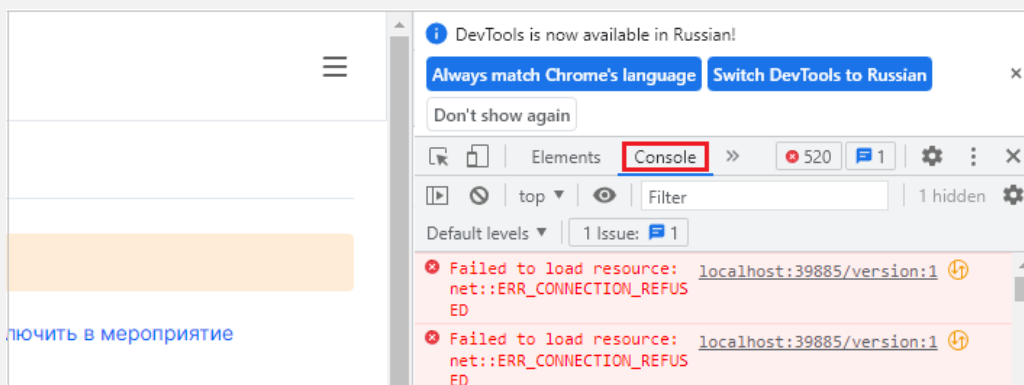 DevTools is now available in Russian!
Always match Chrome's language Switch DevTools to Russian
Don't show again
Elements Console 520 1
top Filter 1 hidden
Default levels 1 Issue: 1
Failed to load resource: localhost:39885/version:1
net::ERR_CONNECTION_REFUS
ED
лючить в мероприятие
Failed to load resource: localhost:39885/version:1
net::ERR_CONNECTION_REFUS
ED